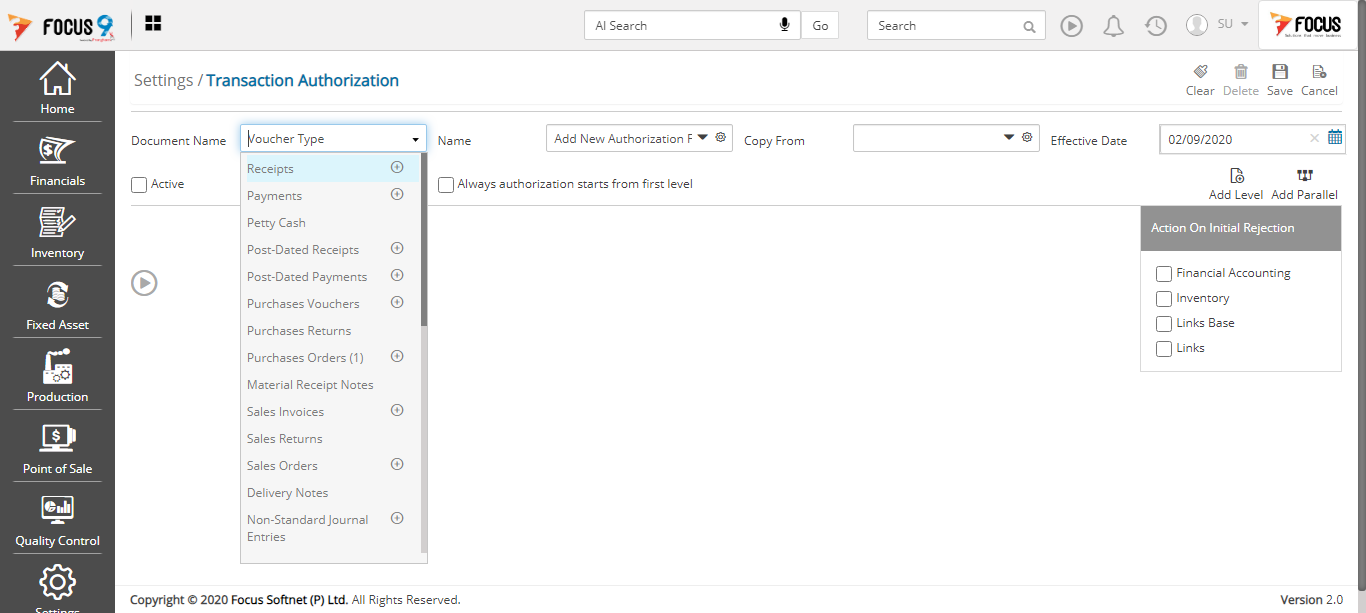 FOCUS 9
AI Search
Go
Search
SU
FOCUS
Home
Financials
Inventory
Fixed Asset
Production
Point of Sale
Quality Control
Settings
Settings / Transaction Authorization
Clear
Delete
Save
Cancel
Document Name
Voucher Type
Name
Add New Authorization
Copy From
Effective Date
02/09/2020
Active
Always authorization starts from first level
Add Level
Add Parallel
Receipts
Payments
Petty Cash
Post-Dated Receipts
Post-Dated Payments
Purchases Vouchers
Purchases Returns
Purchases Orders (1)
Material Receipt Notes
Sales Invoices
Sales Returns
Sales Orders
Delivery Notes
Non-Standard Journal
Entries
Action On Initial Rejection
Financial Accounting
Inventory
Links Base
Links
Copyright © 2020 Focus Softnet (P) Ltd. All Rights Reserved.
Version 2.0